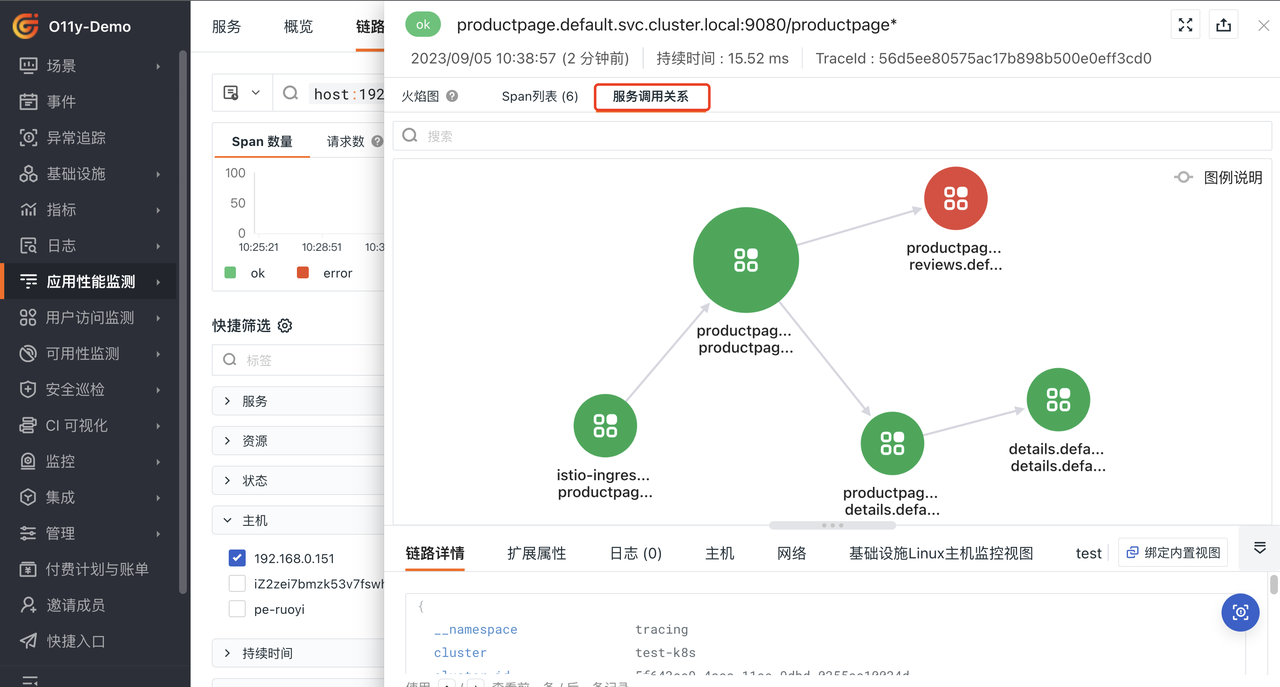 O11y-Demo
场景
事件
异常追踪
基础设施
指标
日志
应用性能监测
用户访问监测
可用性监测
安全巡检
CI 可视化
监控
集成
管理
付费计划与账单
邀请成员
快捷入口
服务 概览 链路
host:192
Span 数量 请求数
100
50
0
10:25:21 10:28:51 10:3
ok error
快捷筛选
标签
服务
资源
状态
主机
192.168.0.151
iZ2zei7bmzk53v7fswh
pe-ruoyi
持续时间
ok productpage.default.svc.cluster.local:9080/productpage*
2023/09/05 10:38:57 (2 分钟前) 持续时间 : 15.52 ms TraceId : 56d5ee80575ac17b898b500e0eff3cd0
火焰图 Span列表 (6) 服务调用关系
搜索
图例说明
productpag...
reviews.def...
productpag...
productpag...
istio-ingres...
productpag...
details.defa...
details.defa...
productpag...
details.defa...
链路详情 扩展属性 日志 (0) 主机 网络 基础设施Linux主机监控视图 test 绑定内置视图
{
__namespace tracing
cluster test-k8s